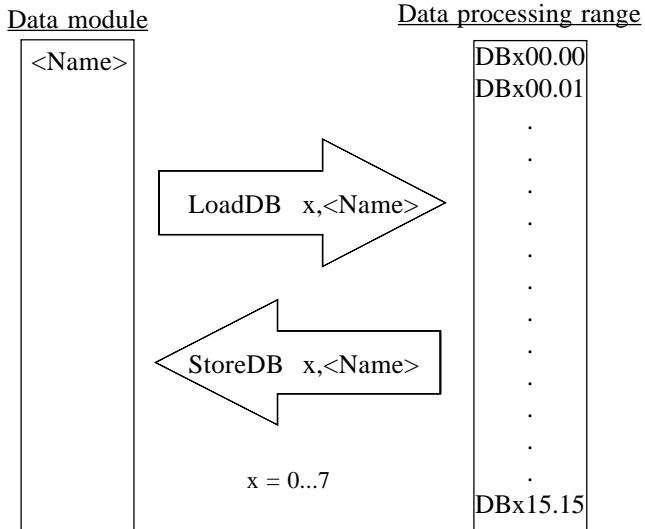 Data module
Data processing range
<Name>
DBx00.00
DBx00.01
.
.
.
LoadDB x,<Name>
.
.
.
.
.
StoreDB x,<Name>
.
.
.
.
x = 0...7
DBx15.15